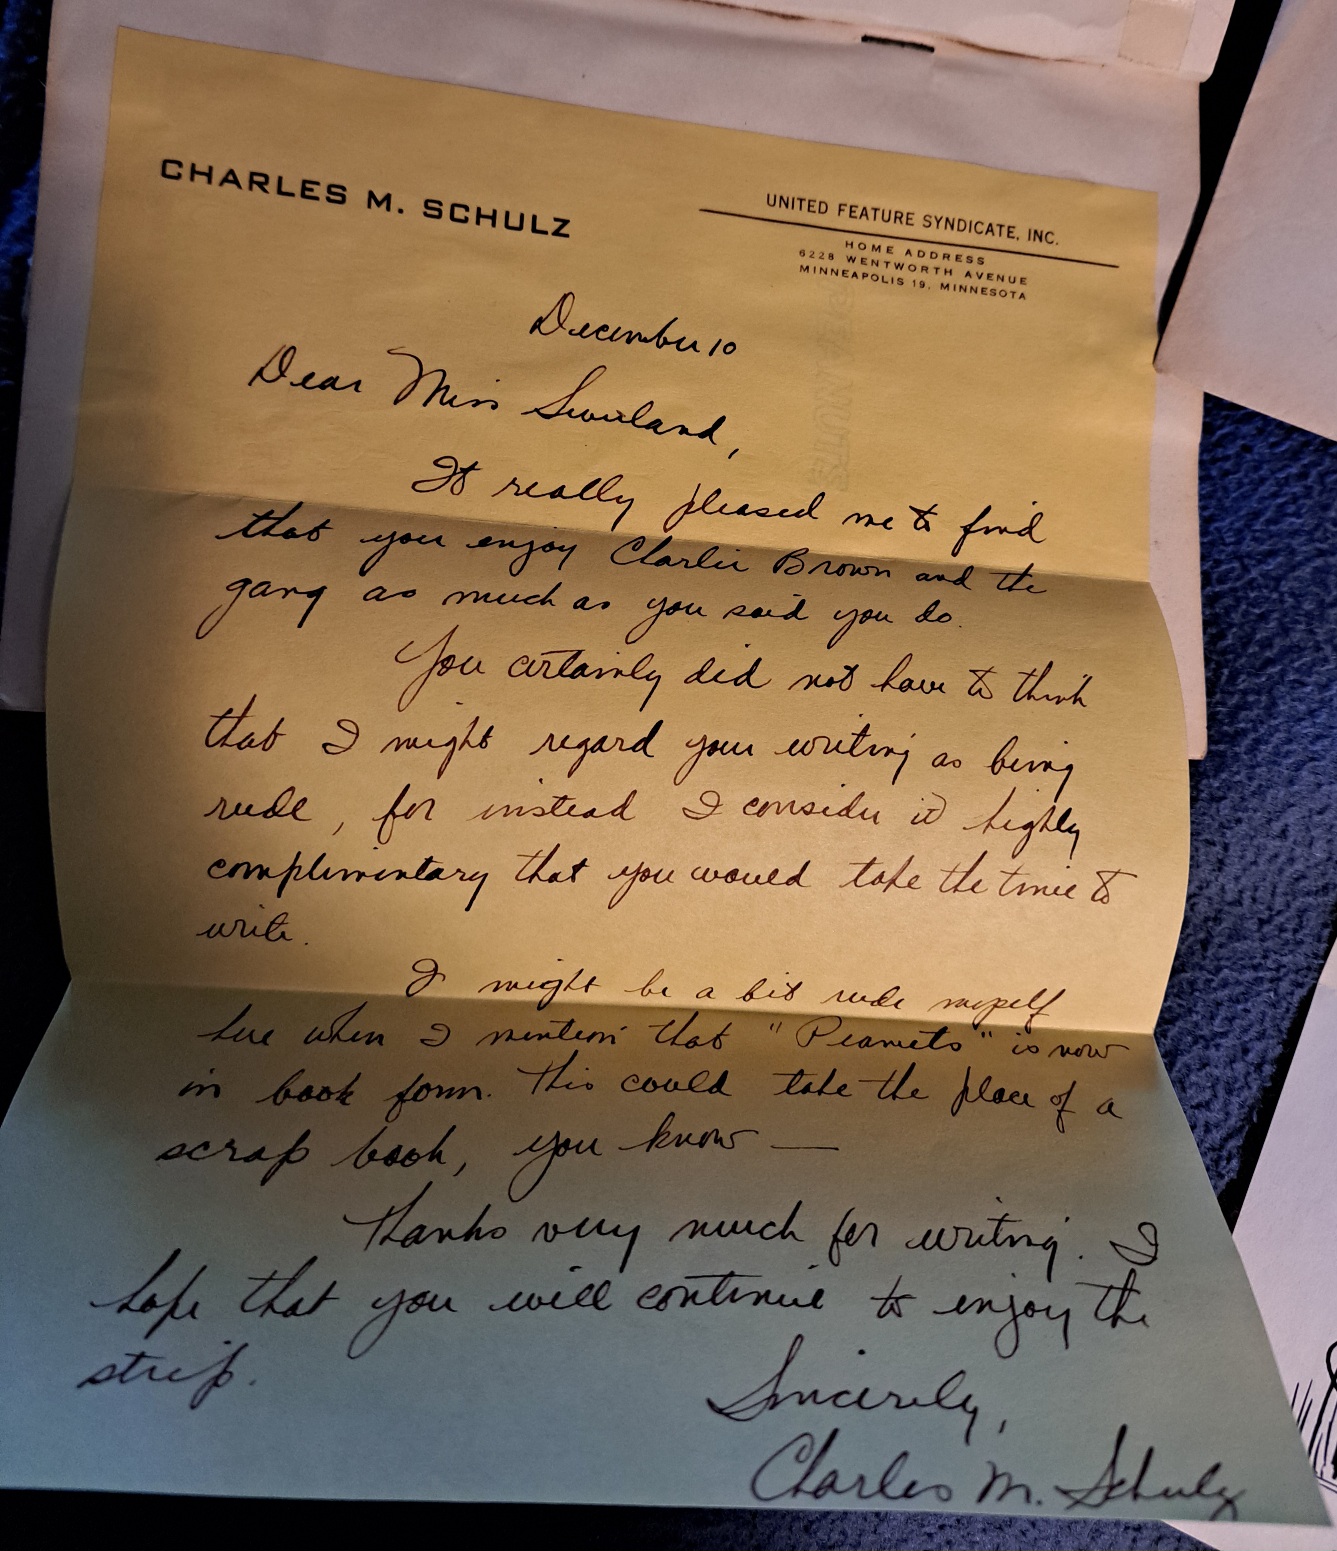 CHARLES M. SCHULZ
UNITED FEATURE SYNDICATE, INC.
HOME ADDRESS
6228 WENTWORTH AVENUE
MINNEAPOLIS 19, MINNESOTA
December 10
Dear Miss
It really pleased me to find
that you enjoy Charlie Brown and the
gang as much as you said you do.
You certainly did not have to think
that I might regard your writing as being
rude, for instead I consider it highly
complimentary that you would take the time to
write.
I might be a bit rude myself
here when I mention that "Peanuts" is now
in book form. This could take the place of a
scrap book, you know —
Thanks very much for writing. I
hope that you will continue to enjoy the
strip.
Sincerely,
Charles M. Schulz